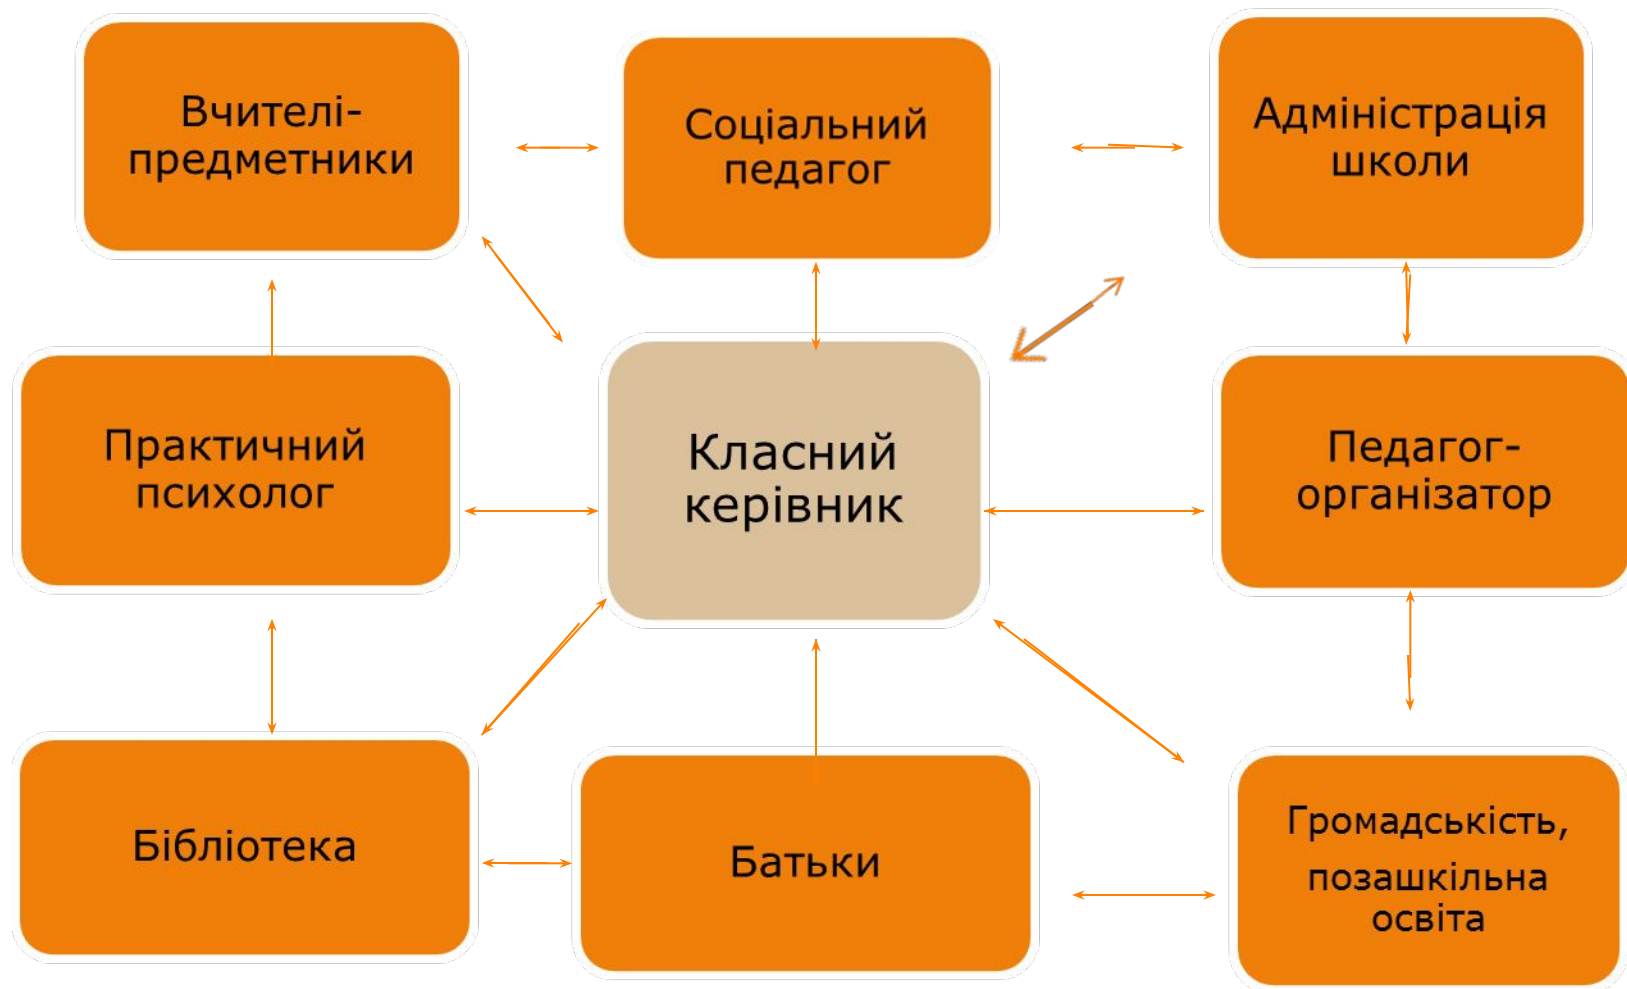 Вчителі-
предметники
Соціальний
педагог
Адміністрація
школи
Практичний
психолог
Класний
керівник
Педагог-
організатор
Бібліотека
Батьки
Громадськість,
позашкільна
освіта